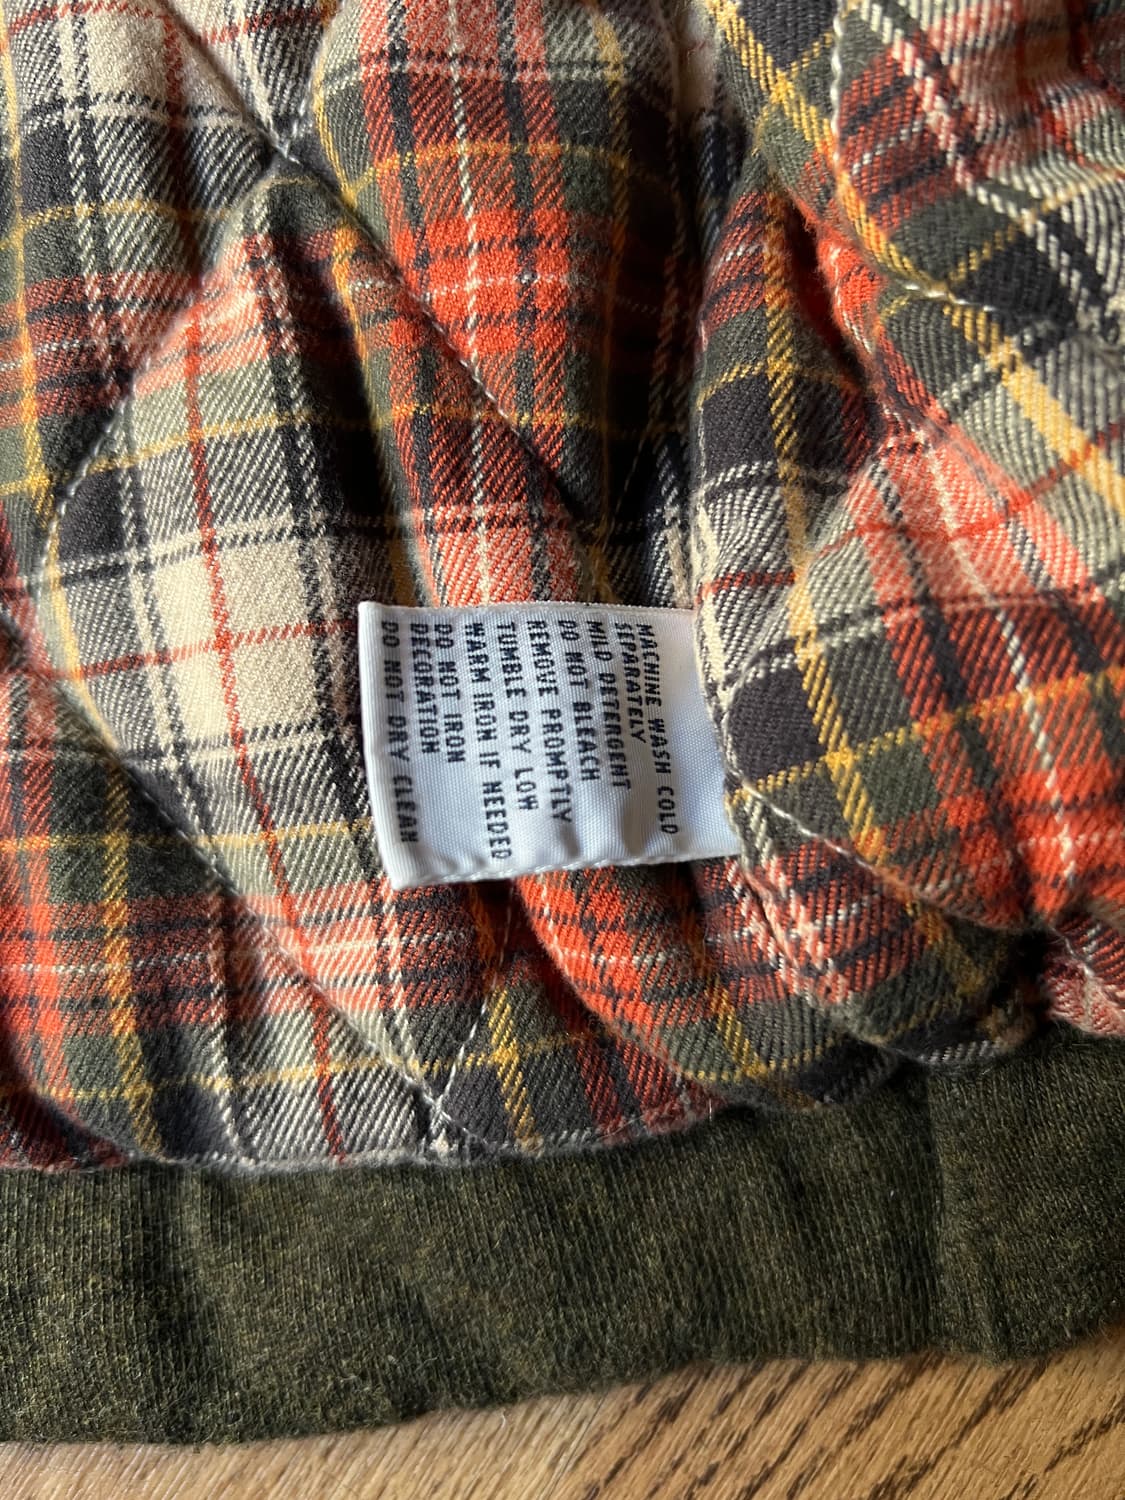 MACHINE WASH COLD
SEPARATELY
MILD DETERGENT
DO NOT BLEACH
REMOVE PROMPTLY
TUMBLE DRY LOW
WARM IRON IF NEEDED
DO NOT IRON
DECORATION
DO NOT DRY CLEAN